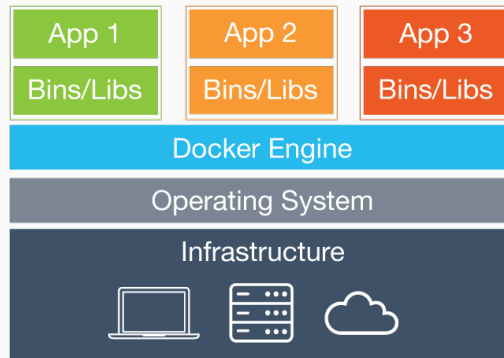 App 1
App 2
App 3
Bins/Libs
Bins/Libs
Bins/Libs
Docker Engine
Operating System
Infrastructure